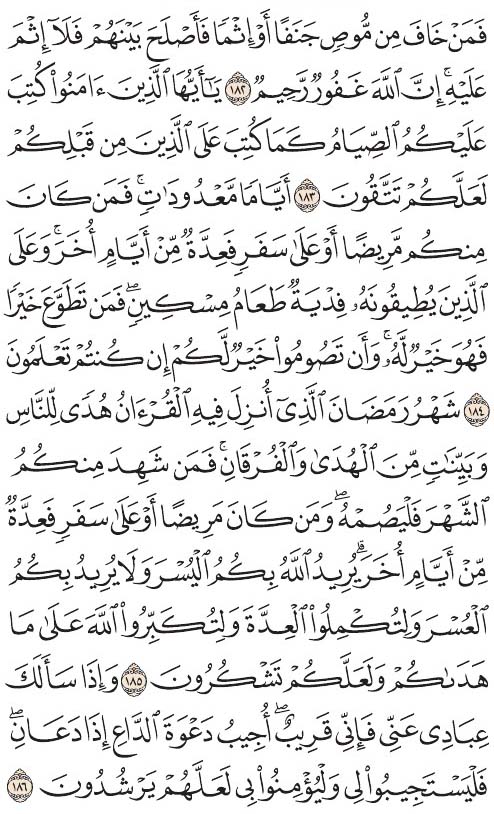 فَمَنْ خَافَ مِن مُّوصٍ جَنَفًا أَوْ إِثْمًا فَأَصْلَحَ بَيْنَهُمْ فَلَآ إِثْمَ
عَلَيْهِ ۚ إِنَّ ٱللَّهَ غَفُورٌ رَّحِيمٌ ١٨٢ يَـٰٓأَيُّهَا ٱلَّذِينَ ءَامَنُوا۟ كُتِبَ
عَلَيْكُمُ ٱلصِّيَامُ كَمَا كُتِبَ عَلَى ٱلَّذِينَ مِن قَبْلِكُمْ
لَعَلَّكُمْ تَتَّقُونَ ١٨٣ أَيَّامًا مَّعْدُودَٰتٍ ۚ فَمَن كَانَ
مِنكُم مَّرِيضًا أَوْ عَلَىٰ سَفَرٍ فَعِدَّةٌ مِّنْ أَيَّامٍ أُخَرَ ۚ وَعَلَى
ٱلَّذِينَ يُطِيقُونَهُۥ فِدْيَةٌ طَعَامُ مِسْكِينٍ ۖ فَمَن تَطَوَّعَ خَيْرًا
فَهُوَ خَيْرٌ لَّهُۥ ۚ وَأَن تَصُومُوا۟ خَيْرٌ لَّكُمْ إِن كُنتُمْ تَعْلَمُونَ
١٨٤ شَهْرُ رَمَضَانَ ٱلَّذِىٓ أُنزِلَ فِيهِ ٱلْقُرْءَانُ هُدًى لِّلنَّاسِ
وَبَيِّنَـٰتٍ مِّنَ ٱلْهُدَىٰ وَٱلْفُرْقَانِ ۚ فَمَن شَهِدَ مِنكُمُ
ٱلشَّهْرَ فَلْيَصُمْهُ ۖ وَمَن كَانَ مَرِيضًا أَوْ عَلَىٰ سَفَرٍ فَعِدَّةٌ
مِّنْ أَيَّامٍ أُخَرَ ۗ يُرِيدُ ٱللَّهُ بِكُمُ ٱلْيُسْرَ وَلَا يُرِيدُ بِكُمُ
ٱلْعُسْرَ وَلِتُكْمِلُوا۟ ٱلْعِدَّةَ وَلِتُكَبِّرُوا۟ ٱللَّهَ عَلَىٰ مَا
هَدَىٰكُمْ وَلَعَلَّكُمْ تَشْكُرُونَ ١٨٥ وَإِذَا سَأَلَكَ
عِبَادِى عَنِّى فَإِنِّى قَرِيبٌ ۖ أُجِيبُ دَعْوَةَ ٱلدَّاعِ إِذَا دَعَانِ ۖ
فَلْيَسْتَجِيبُوا۟ لِى وَلْيُؤْمِنُوا۟ بِى لَعَلَّهُمْ يَرْشُدُونَ ١٨٦